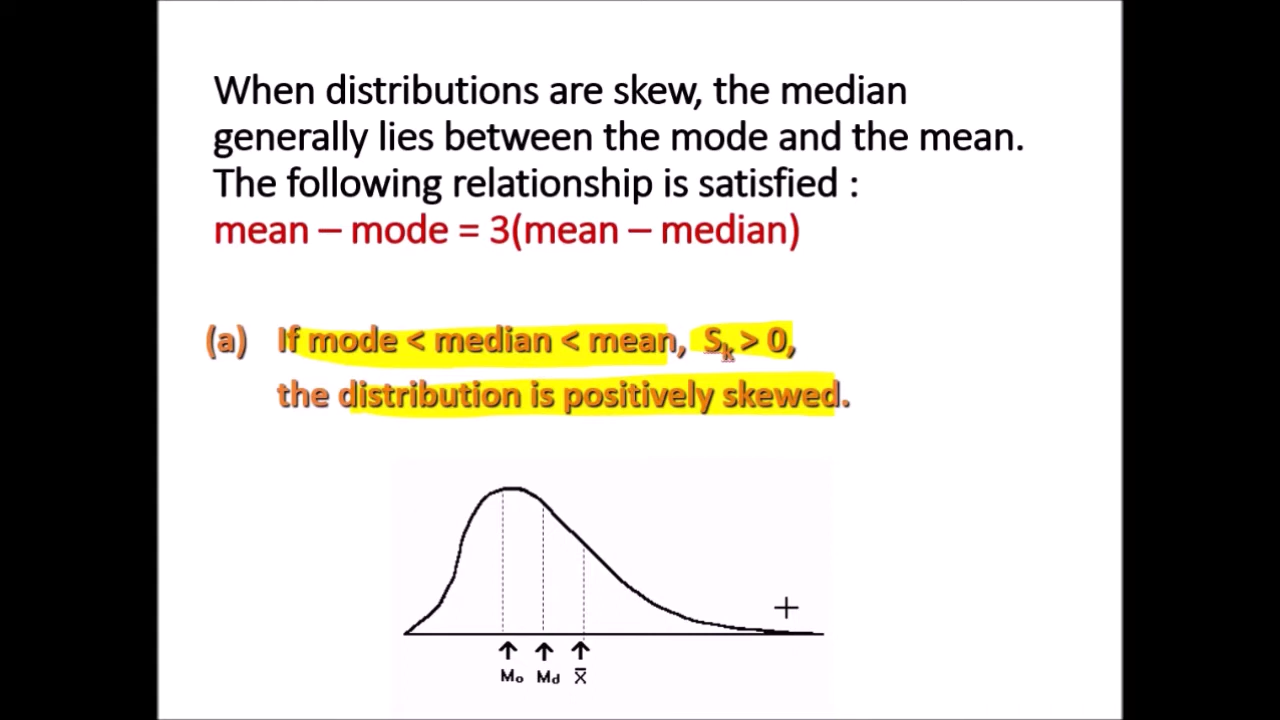 When distributions are skew, the median
generally lies between the mode and the mean.
The following relationship is satisfied :
mean – mode = 3(mean – median)
(a) If mode < median < mean, Sk > 0,
the distribution is positively skewed.
+
Mo Md x̄